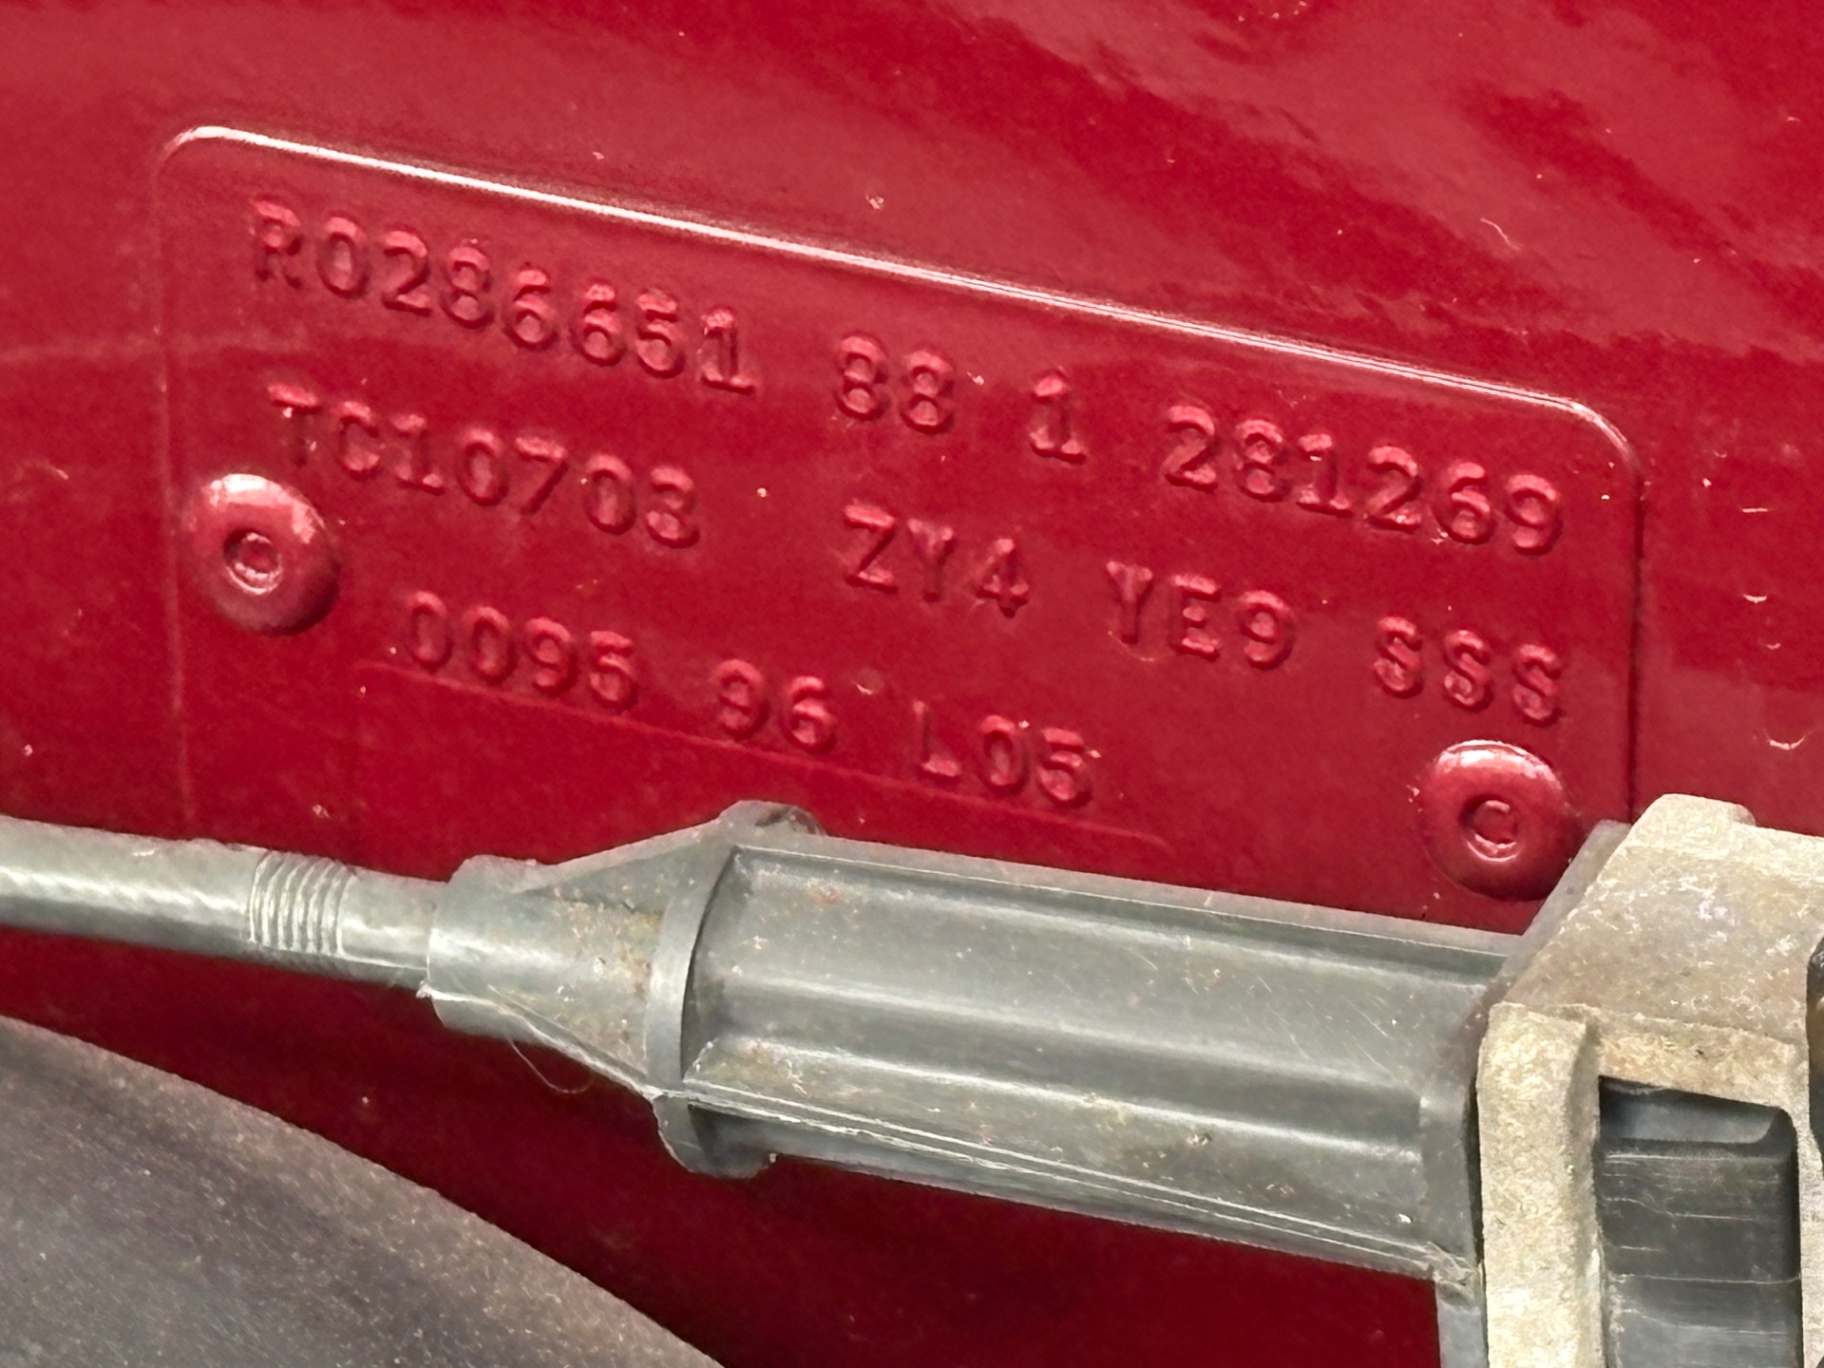 R0286651 88 1 281269
TC10703 ZY4 YE9 SSS
0095 96 L05